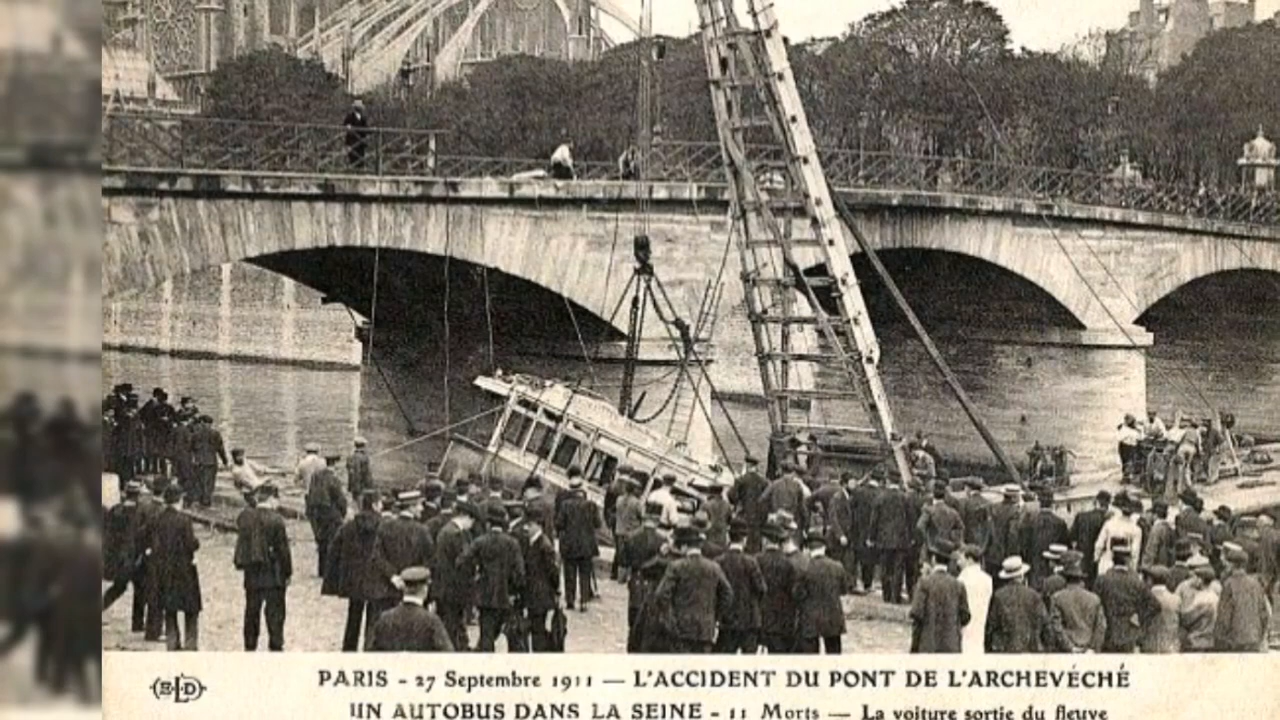 ELD
PARIS - 27 Septembre 1911 — L'ACCIDENT DU PONT DE L'ARCHEVÉCHÉ
UN AUTOBUS DANS LA SEINE - 11 Morts — La voiture sortie du fleuve